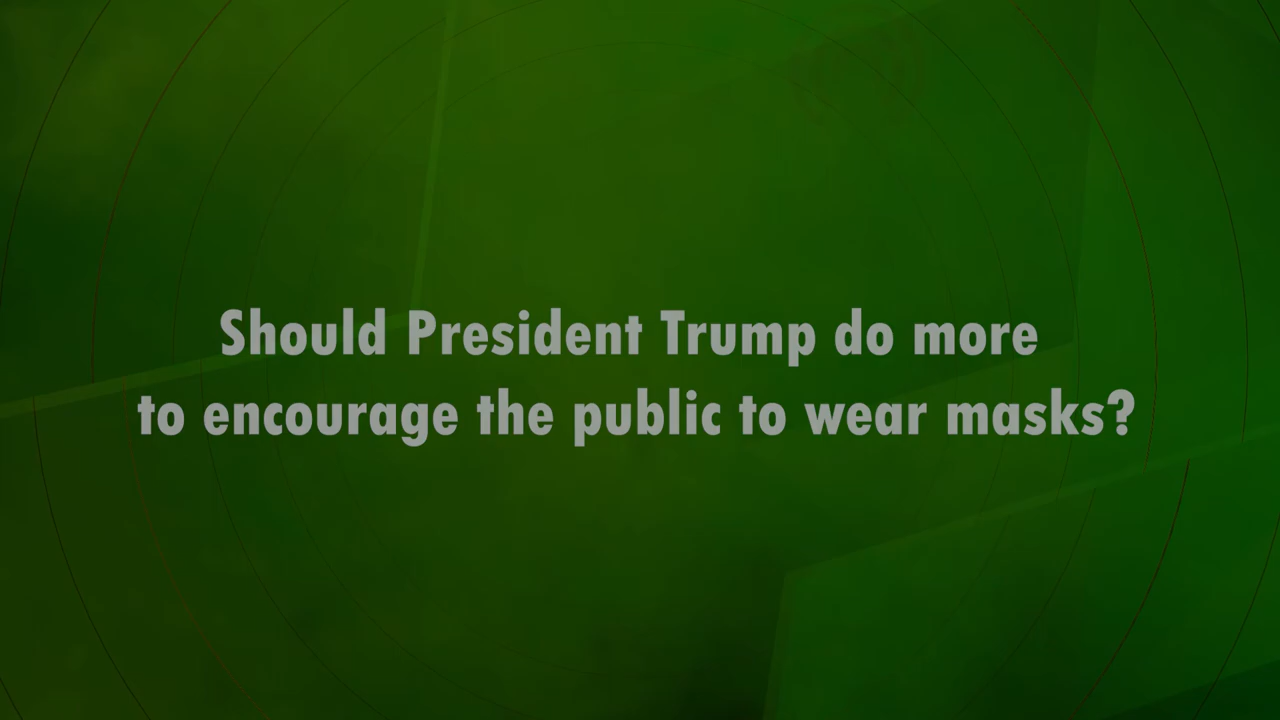 Should President Trump do more
to encourage the public to wear masks?